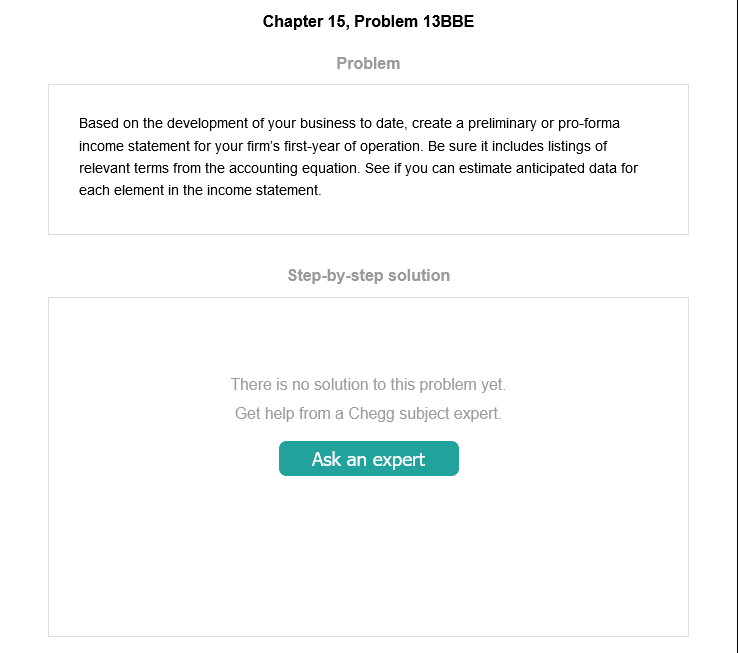 Chapter 15, Problem 13BBE
Problem
Based on the development of your business to date, create a preliminary or pro-forma
income statement for your firm's first-year of operation. Be sure it includes listings of
relevant terms from the accounting equation. See if you can estimate anticipated data for
each element in the income statement.
Step-by-step solution
There is no solution to this problem yet.
Get help from a Chegg subject expert.
Ask an expert